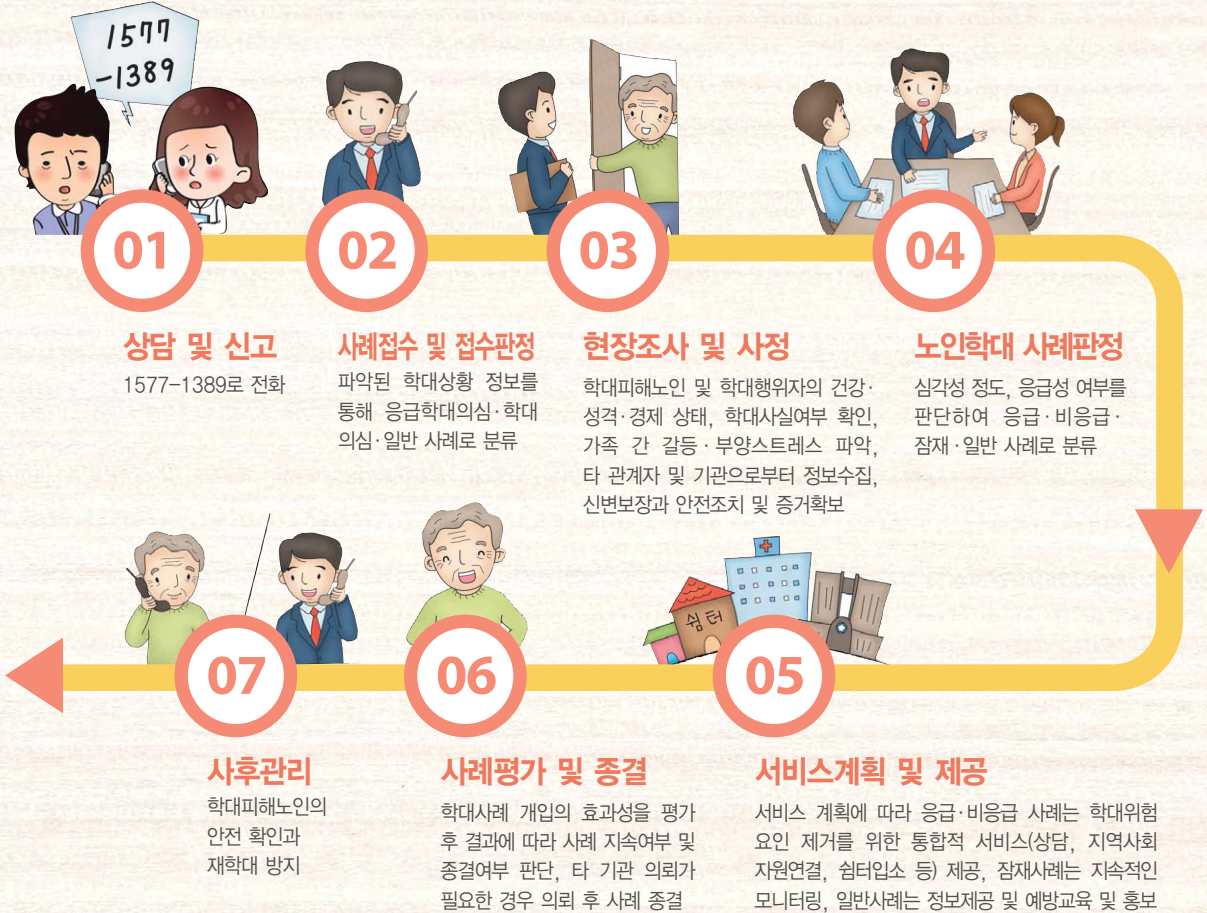 1577
-1389
01
상담 및 신고
1577-1389로 전화
02
사례접수 및 접수판정
파악된 학대상황 정보를
통해 응급학대의심·학대
의심·일반 사례로 분류
03
현장조사 및 사정
학대피해노인 및 학대행위자의 건강·
성격·경제 상태, 학대사실여부 확인,
가족 간 갈등·부양스트레스 파악,
타 관계자 및 기관으로부터 정보수집,
신변보장과 안전조치 및 증거확보
04
노인학대 사례판정
심각성 정도, 응급성 여부를
판단하여 응급·비응급·
잠재·일반 사례로 분류
쉼터
05
서비스계획 및 제공
서비스 계획에 따라 응급·비응급 사례는 학대위험
요인 제거를 위한 통합적 서비스(상담, 지역사회
자원연결, 쉼터입소 등) 제공, 잠재사례는 지속적인
모니터링, 일반사례는 정보제공 및 예방교육 및 홍보
06
사례평가 및 종결
학대사례 개입의 효과성을 평가
후 결과에 따라 사례 지속여부 및
종결여부 판단, 타 기관 의뢰가
필요한 경우 의뢰 후 사례 종결
07
사후관리
학대피해노인의
안전 확인과
재학대 방지